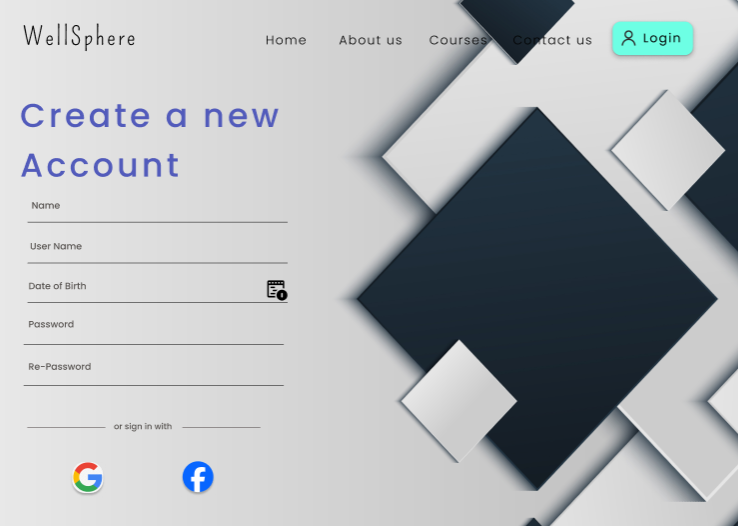 WellSphere
Home About us Courses Contact us Login
Create a new
Account
Name
User Name
Date of Birth
Password
Re-Password
or sign in with